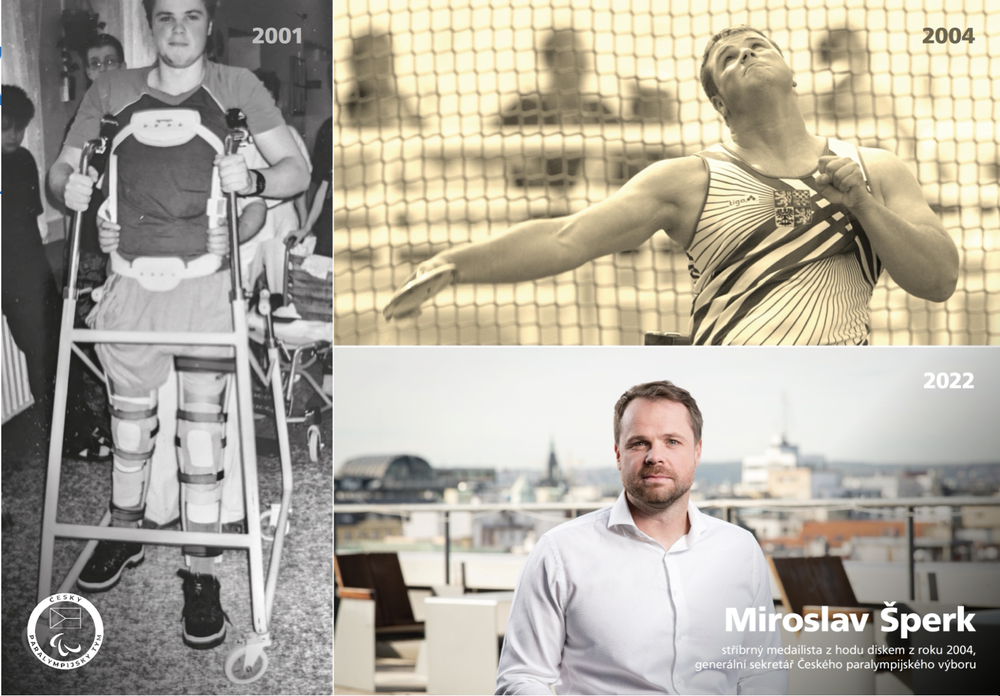 2001
2004
tiga
2022
Miroslav Šperk
stříbrný medailista z hodu diskem z roku 2004,
generální sekretář Českého paralympijského výboru
ČESKÝ
PARALYMPIJSKÝ TÝM